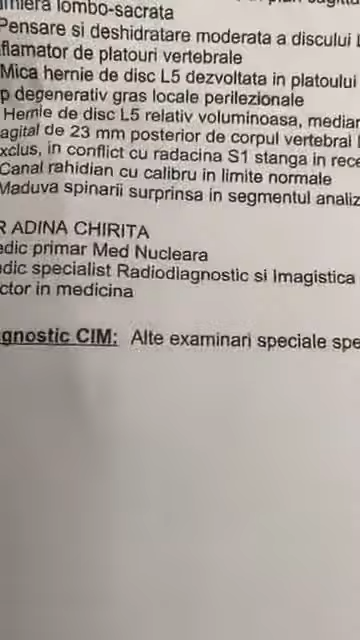 lombo-sacrata
Pensare si deshidratare moderata a discului
flamator de platouri vertebrale
Mica hernie de disc L5 dezvoltata in platoului
p degenerativ gras locale perilezionale
Hernie de disc L5 relativ voluminoasa, median
agital de 23 mm posterior de corpul vertebral
xclus, in conflict cu radacina S1 stanga in rece
Canal rahidian cu calibru in limite normale
Maduva spinarii surprinsa in segmentul analiz
R ADINA CHIRITA
edic primar Med Nucleara
edic specialist Radiodiagnostic si Imagistica
ctor in medicina
gnostic CIM: Alte examinari speciale spe